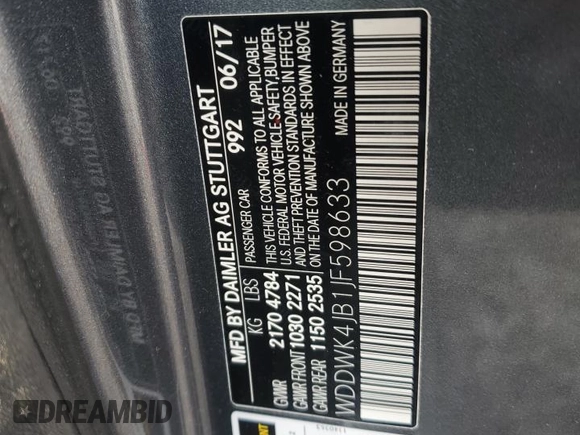 MFD BY DAIMLER AG STUTTGART
992 06/17
KG LBS PASSENGER CAR
GVWR 2170 4784 THIS VEHICLE CONFORMS TO ALL APPLICABLE
U.S. FEDERAL MOTOR VEHICLE SAFETY,BUMPER
GAWR FRONT 1030 2271 AND THEFT PREVENTION STANDARDS IN EFFECT
GAWR REAR 1150 2535 ON THE DATE OF MANUFACTURE SHOWN ABOVE
WDDWK4JB1JF598633 MADE IN GERMANY
DREAMBID.COM